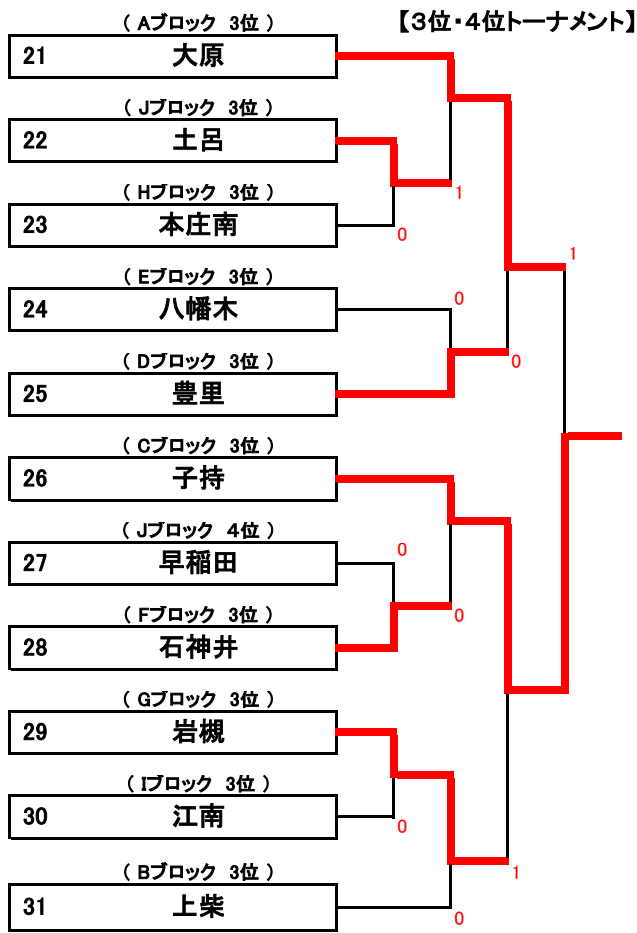 【３位・４位トーナメント】
（ Aブロック 3位 ）
21 大原
（ Jブロック 3位 ）
22 土呂
1
（ Hブロック 3位 ）
23 本庄南
0
1
（ Eブロック 3位 ）
24 八幡木
0
（ Dブロック 3位 ）
25 豊里
0
（ Cブロック 3位 ）
26 子持
（ Jブロック 4位 ）
27 早稲田
0
（ Fブロック 3位 ）
28 石神井
0
（ Gブロック 3位 ）
29 岩槻
（ Iブロック 3位 ）
30 江南
0
（ Bブロック 3位 ）
1
31 上柴
0